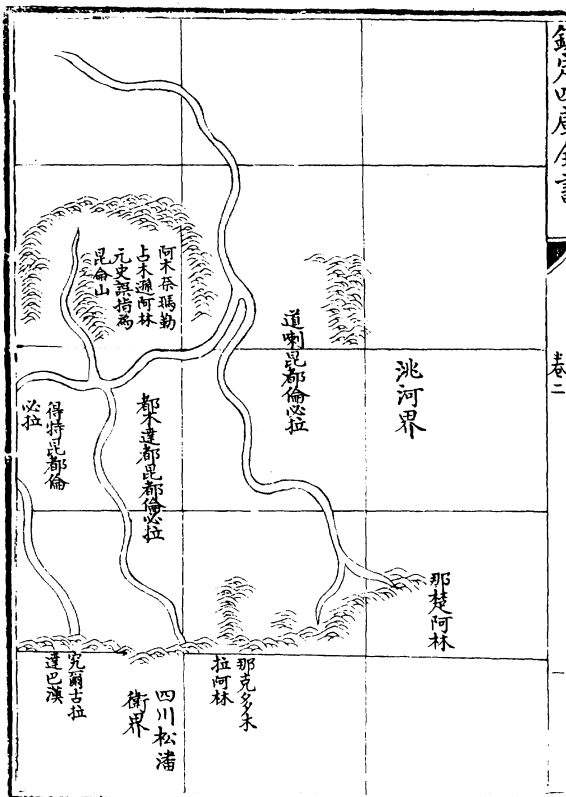 欽定四庫全書
卷二
洮河界
那楚阿林
道喇昆都倫必拉
阿木奈瑪勒
占木遜阿林
元史誤指為
昆侖山
都木達都昆都倫必拉
得特昆都倫
必拉
那克多木
拉阿林
四川松潘
衛界
究爾古拉
達巴漢